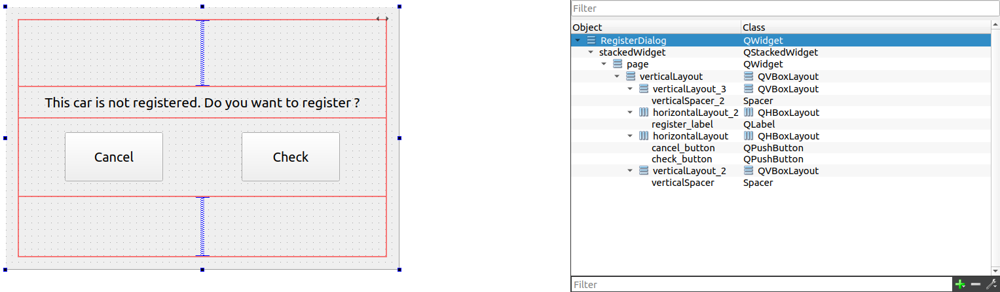 This car is not registered. Do you want to register ?
Cancel
Check
Filter
Object Class
RegisterDialog QWidget
stackedWidget QStackedWidget
page QWidget
verticalLayout QVBoxLayout
verticalLayout_3 QVBoxLayout
verticalSpacer_2 Spacer
horizontalLayout_2 QHBoxLayout
register_label QLabel
horizontalLayout QHBoxLayout
cancel_button QPushButton
check_button QPushButton
verticalLayout_2 QVBoxLayout
verticalSpacer Spacer
Filter